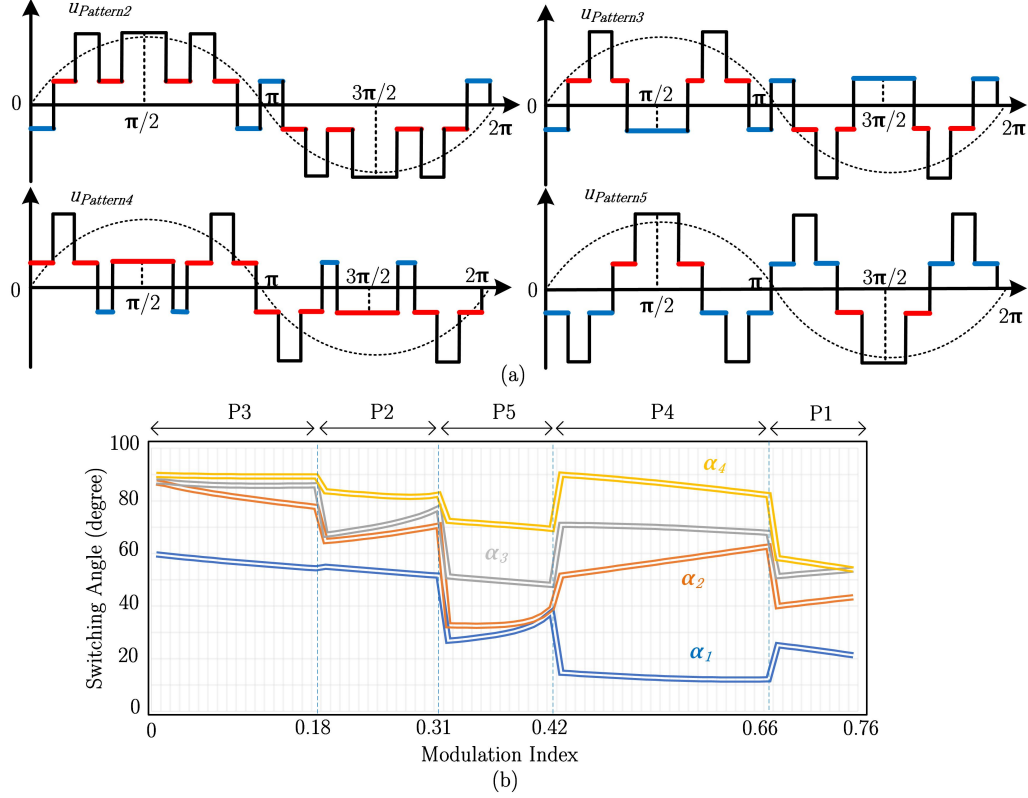 uPattern2
uPattern3
0
π/2
π
3π/2
2π
0
π/2
π
3π/2
2π
uPattern4
uPattern5
0
π/2
π
3π/2
2π
0
π/2
π
3π/2
2π
(a)
P3 P2 P5 P4 P1
Switching Angle (degree)
100
80
60
40
20
0
α4
α3
α2
α1
0 0.18 0.31 0.42 0.66 0.76
Modulation Index
(b)